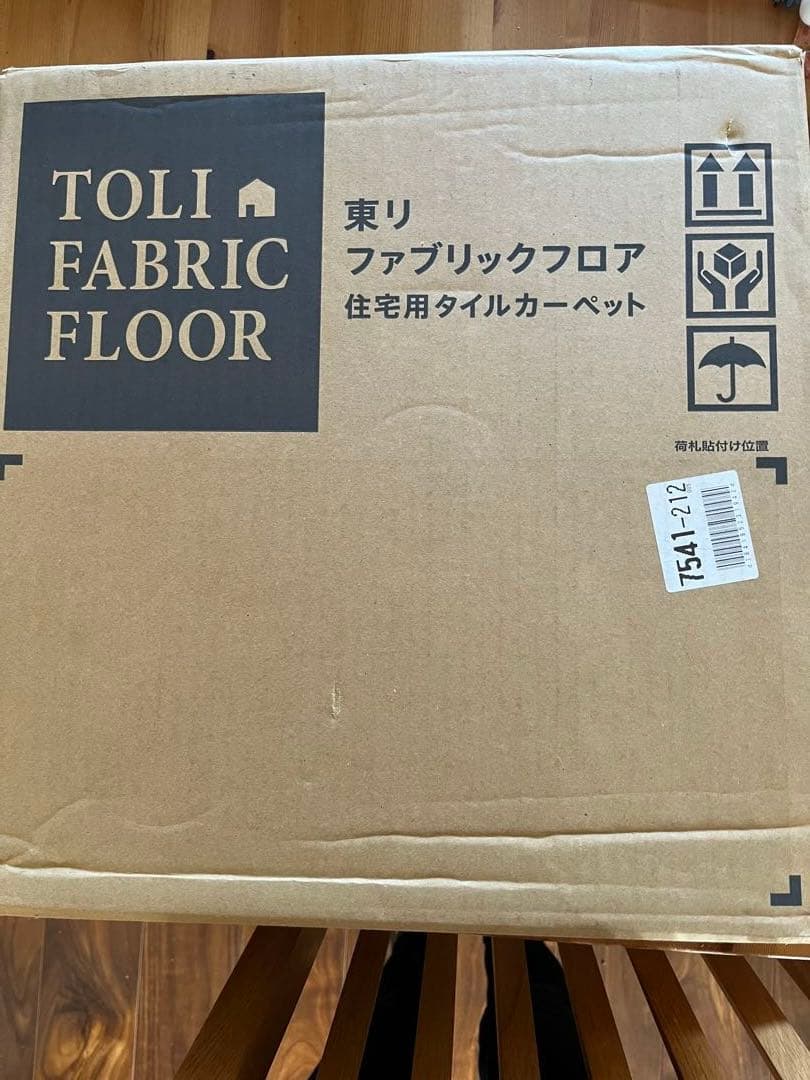 TOLI
FABRIC
FLOOR
東リ
ファブリックフロア
住宅用タイルカーペット
荷札貼付け位置
7541-212